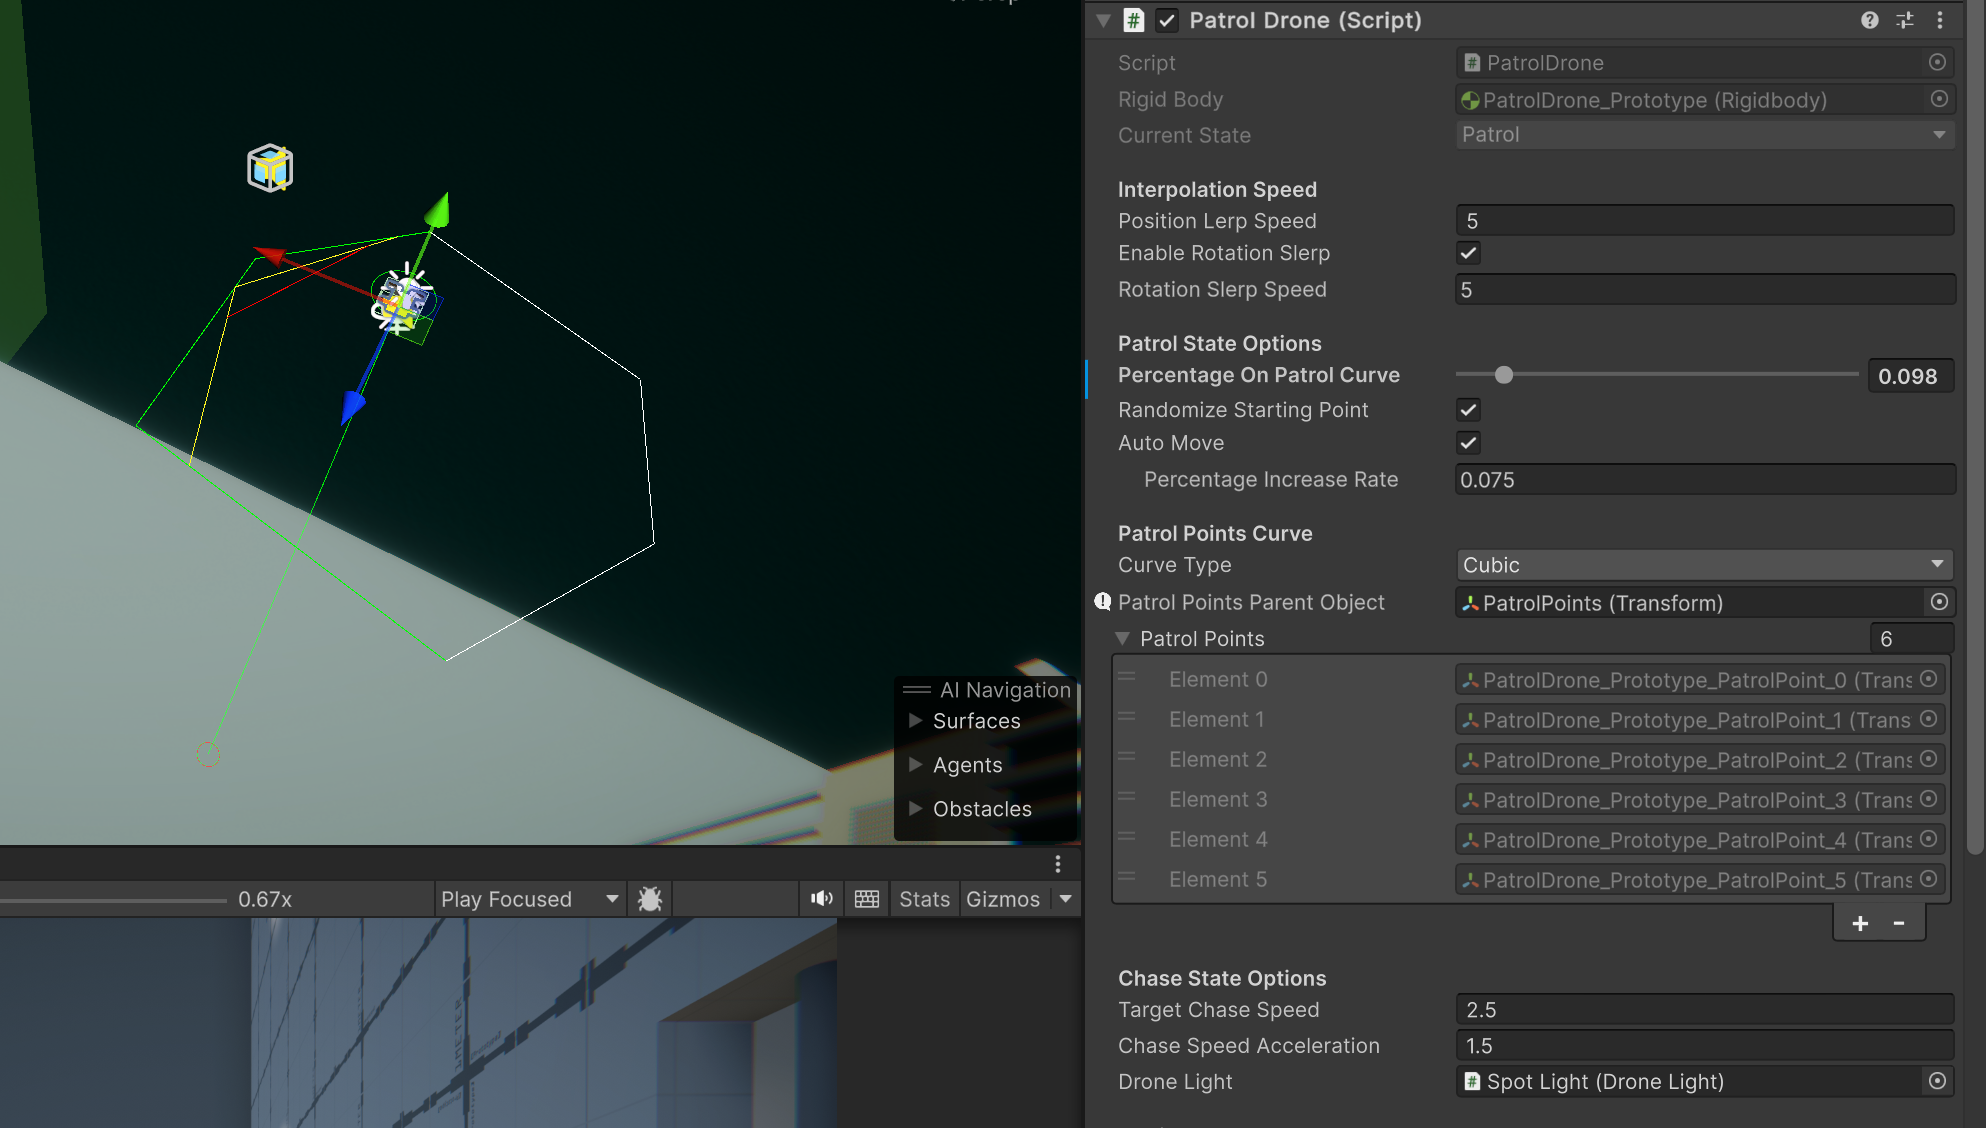 Patrol Drone (Script)
Script
PatrolDrone
Rigid Body
PatrolDrone_Prototype (Rigidbody)
Current State
Patrol
Interpolation Speed
Position Lerp Speed
5
Enable Rotation Slerp
Rotation Slerp Speed
5
Patrol State Options
Percentage On Patrol Curve
0.098
Randomize Starting Point
Auto Move
Percentage Increase Rate
0.075
Patrol Points Curve
Curve Type
Cubic
Patrol Points Parent Object
PatrolPoints (Transform)
Patrol Points
6
Element 0
PatrolDrone_Prototype_PatrolPoint_0 (Trans
Element 1
PatrolDrone_Prototype_PatrolPoint_1 (Trans
Element 2
PatrolDrone_Prototype_PatrolPoint_2 (Trans
Element 3
PatrolDrone_Prototype_PatrolPoint_3 (Trans
Element 4
PatrolDrone_Prototype_PatrolPoint_4 (Trans
Element 5
PatrolDrone_Prototype_PatrolPoint_5 (Trans
+ -
Chase State Options
Target Chase Speed
2.5
Chase Speed Acceleration
1.5
Drone Light
Spot Light (Drone Light)
AI Navigation
Surfaces
Agents
Obstacles
0.67x
Play Focused
Stats
Gizmos